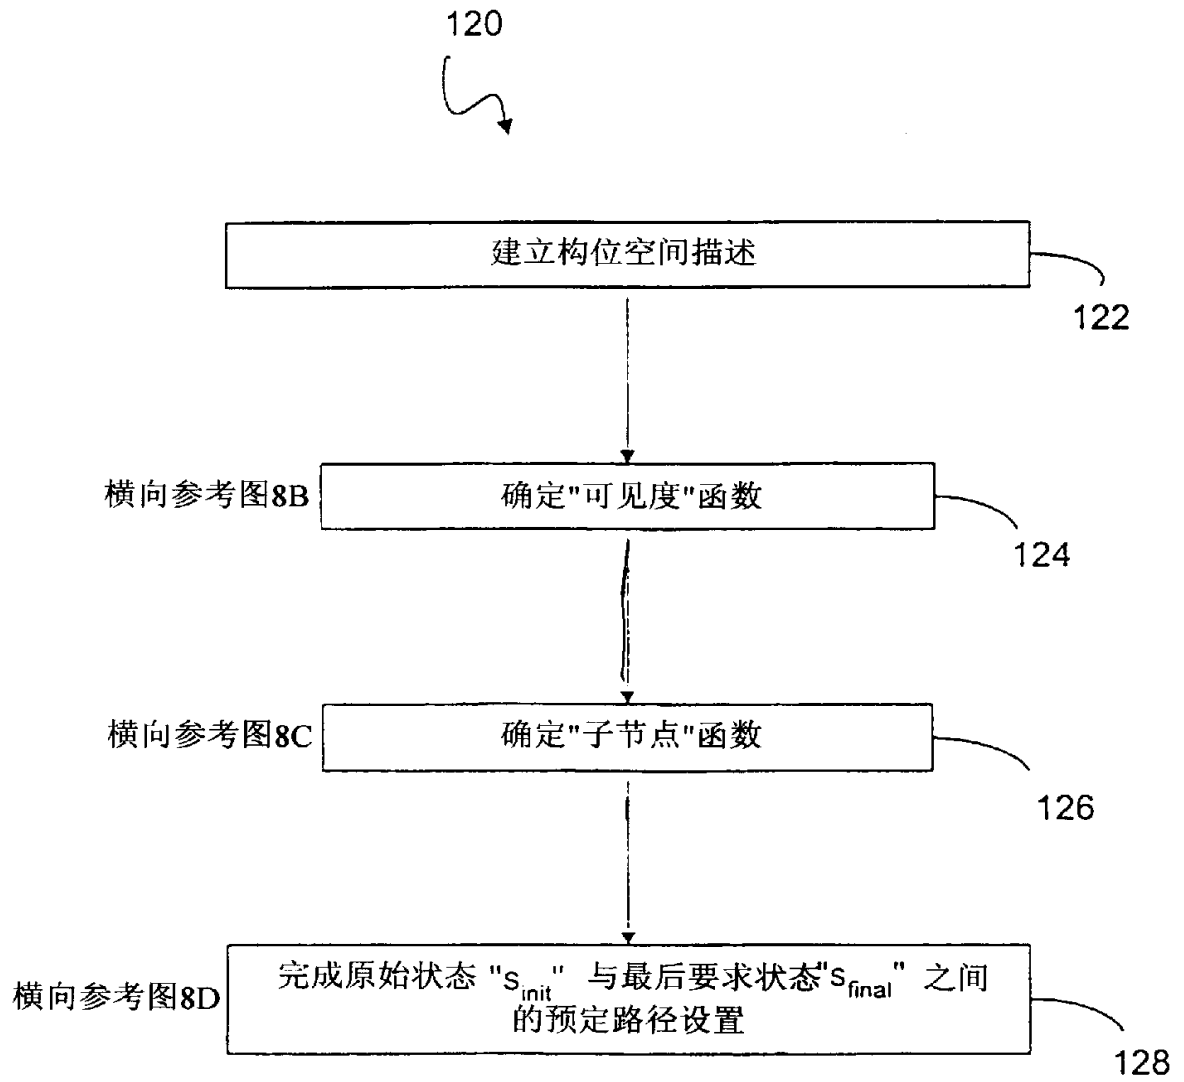 120
建立构位空间描述
122
横向参考图8B
确定"可见度"函数
124
横向参考图8C
确定"子节点"函数
126
横向参考图8D
完成原始状态 "S_init" 与最后要求状态"S_final" 之间
的预定路径设置
128